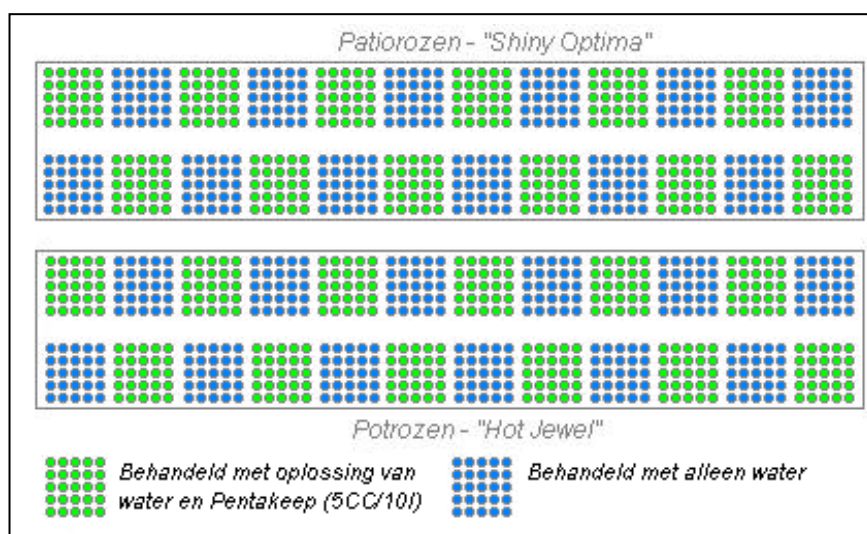 Patiorozen - "Shiny Optima"
Potrozen - "Hot Jewel"
Behandeld met oplossing van
water en Pentakeep (5CC/10l)
Behandeld met alleen water